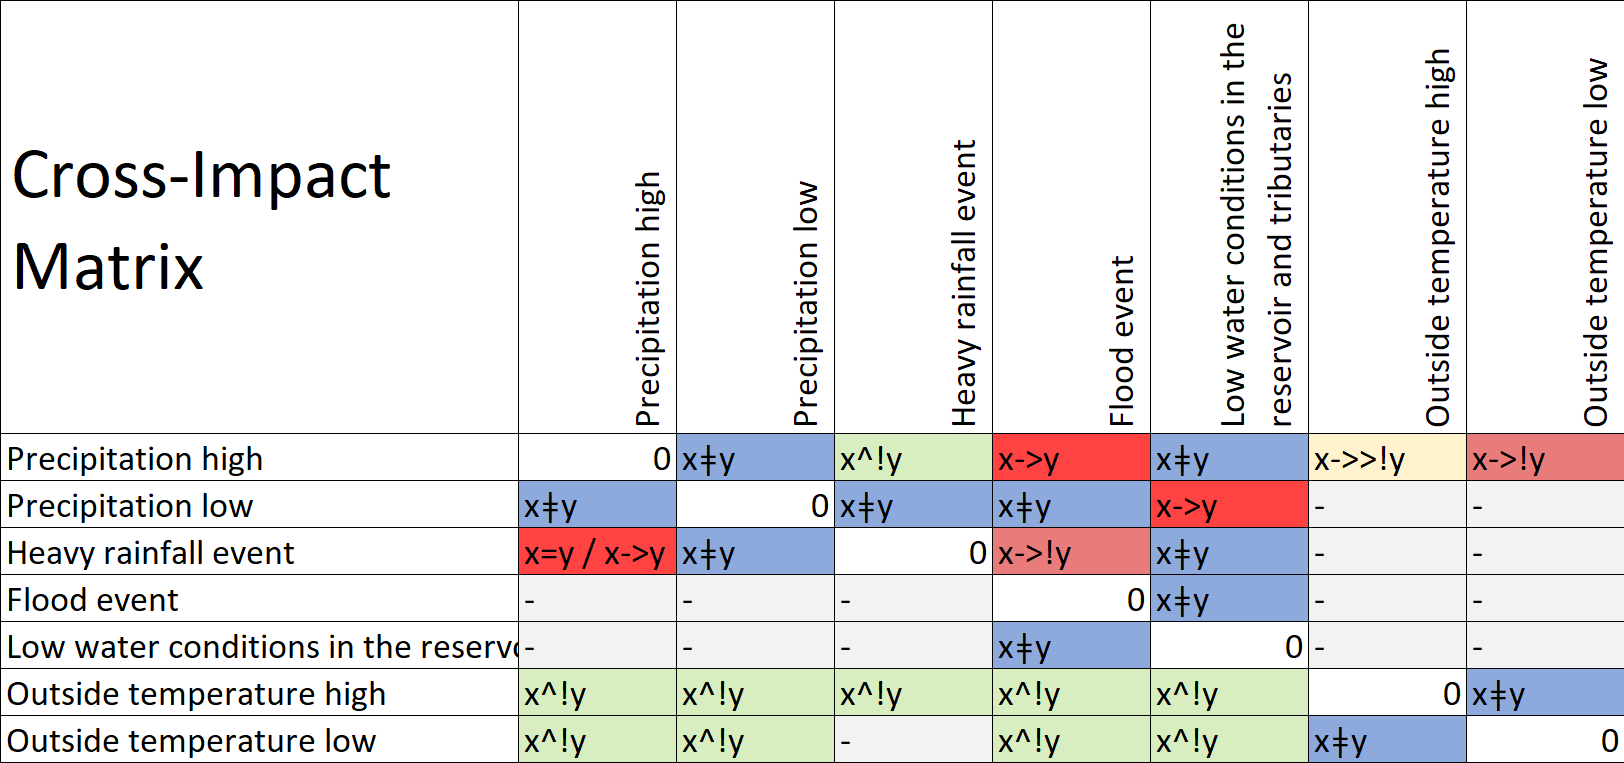 Cross-Impact
Matrix
Precipitation high
Precipitation low
Heavy rainfall event
Flood event
Low water conditions in the
reservoir and tributaries
Outside temperature high
Outside temperature low
Precipitation high 0 x‡y x^!y x->y x‡y x->>!y x->!y
Precipitation low x‡y 0 x‡y x‡y x->y - -
Heavy rainfall event x=y / x->y x‡y 0 x->!y x‡y - -
Flood event - - - 0 x‡y - -
Low water conditions in the reserv - - - x‡y 0 - -
Outside temperature high x^!y x^!y x^!y x^!y x^!y 0 x‡y
Outside temperature low x^!y x^!y - x^!y x^!y x‡y 0